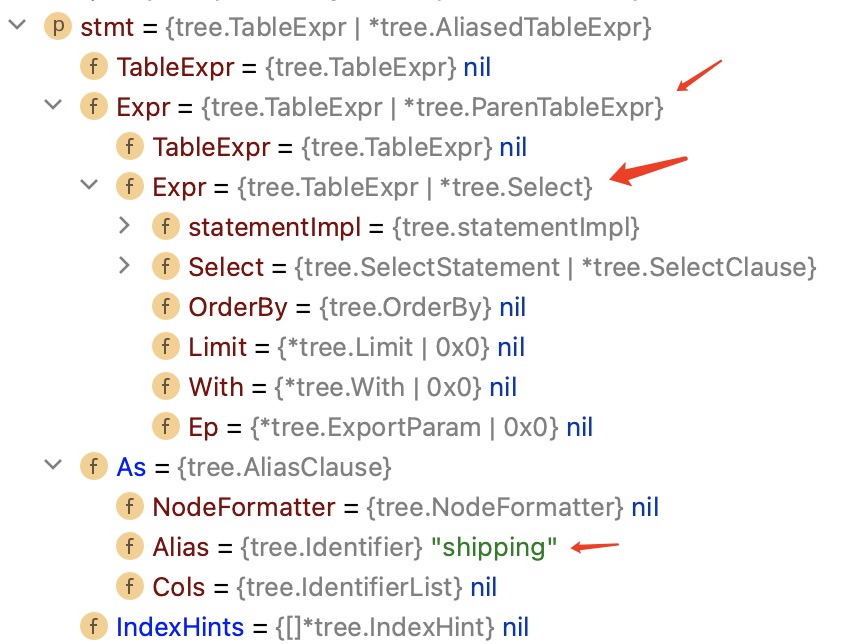 p stmt = {tree.TableExpr | *tree.AliasedTableExpr}
f TableExpr = {tree.TableExpr} nil
f Expr = {tree.TableExpr | *tree.ParenTableExpr}
f TableExpr = {tree.TableExpr} nil
f Expr = {tree.TableExpr | *tree.Select}
f statementImpl = {tree.statementImpl}
f Select = {tree.SelectStatement | *tree.SelectClause}
f OrderBy = {tree.OrderBy} nil
f Limit = {*tree.Limit | 0x0} nil
f With = {*tree.With | 0x0} nil
f Ep = {*tree.ExportParam | 0x0} nil
f As = {tree.AliasClause}
f NodeFormatter = {tree.NodeFormatter} nil
f Alias = {tree.Identifier} "shipping"
f Cols = {tree.IdentifierList} nil
f IndexHints = {[]*tree.IndexHint} nil